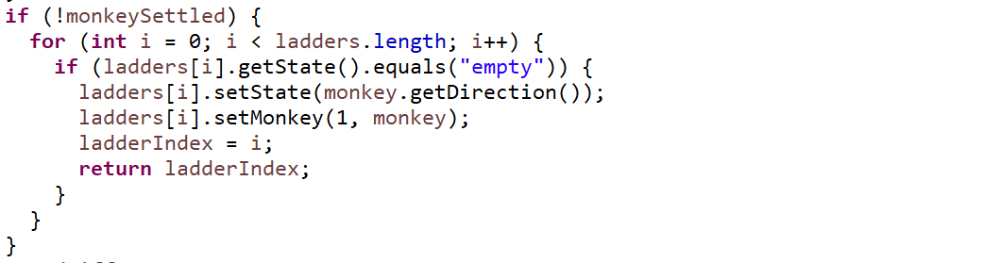 if (!monkeySettled) {
for (int i = 0; i < ladders.length; i++) {
if (ladders[i].getState().equals("empty")) {
ladders[i].setState(monkey.getDirection());
ladders[i].setMonkey(1, monkey);
ladderIndex = i;
return ladderIndex;
}
}
}